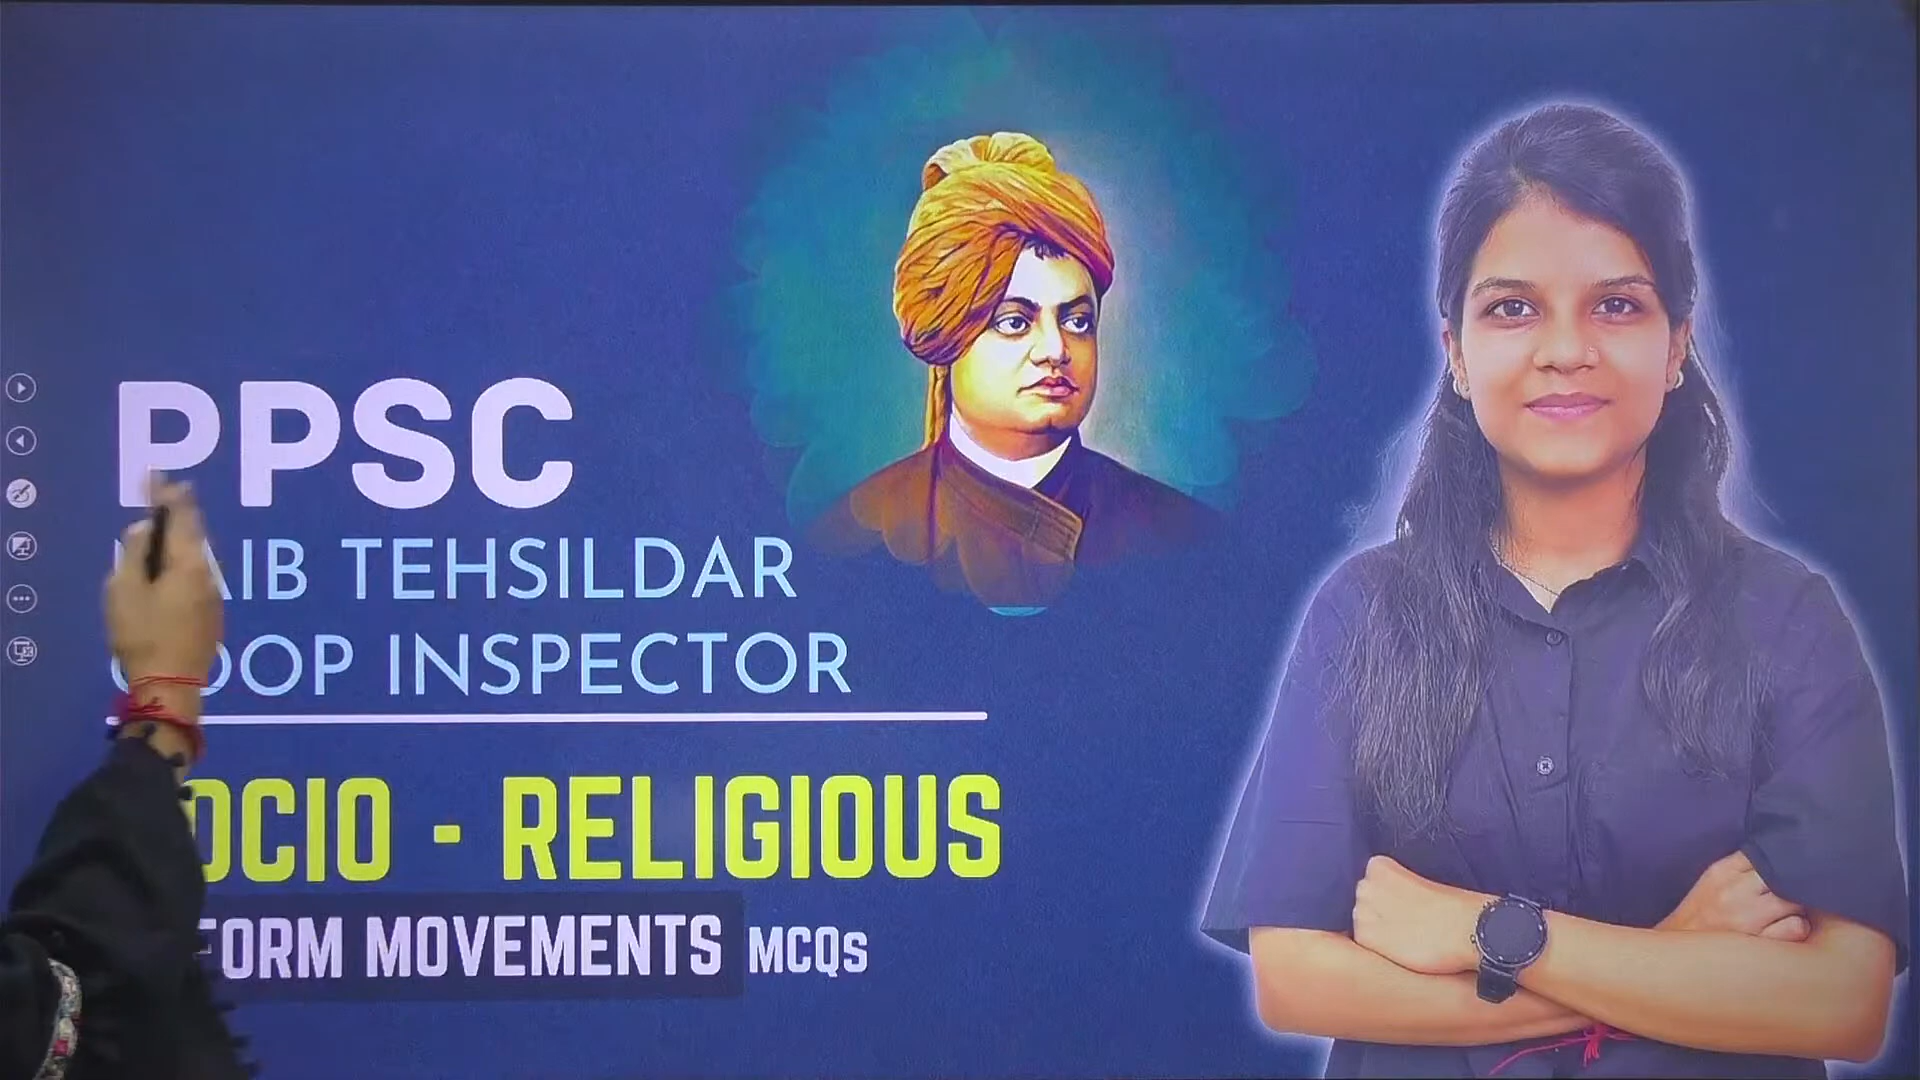 PPSC
AIB TEHSILDAR
OOP INSPECTOR
OCIO - RELIGIOUS
FORM MOVEMENTS MCQs